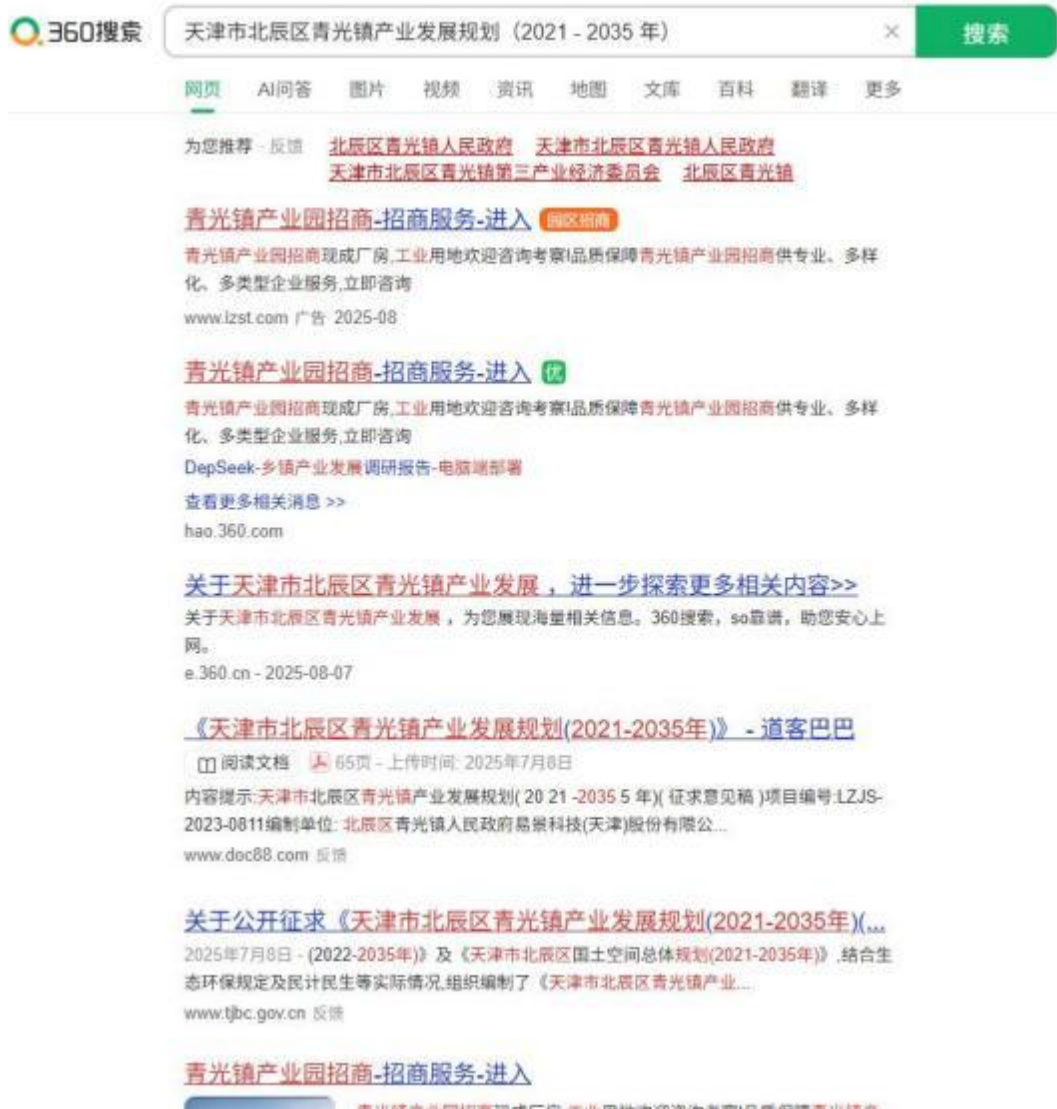 360搜索
天津市北辰区青光镇产业发展规划（2021 - 2035 年）
×
搜索
网页 AI问答 图片 视频 资讯 地图 文库 百科 翻译 更多
为您推荐 - 反馈 北辰区青光镇人民政府 天津市北辰区青光镇人民政府
天津市北辰区青光镇第三产业经济委员会 北辰区青光镇
青光镇产业园招商-招商服务-进入 园区招商
青光镇产业园招商现成厂房,工业用地欢迎咨询考察!品质保障青光镇产业园招商供专业、多样
化、多类型企业服务,立即咨询
www.lzst.com 广告 2025-08
青光镇产业园招商-招商服务-进入 优
青光镇产业园招商现成厂房,工业用地欢迎咨询考察!品质保障青光镇产业园招商供专业、多样
化、多类型企业服务,立即咨询
DepSeek-乡镇产业发展调研报告-电脑端部署
查看更多相关消息 >>
hao.360.com
关于天津市北辰区青光镇产业发展 ，进一步探索更多相关内容>>
关于天津市北辰区青光镇产业发展 ，为您展现海量相关信息。360搜索，so靠谱，助您安心上
网。
e.360.cn - 2025-08-07
《天津市北辰区青光镇产业发展规划(2021-2035年)》 - 道客巴巴
阅读文档 65页 - 上传时间: 2025年7月8日
内容提示:天津市北辰区青光镇产业发展规划( 20 21 -2035 5 年)( 征求意见稿 )项目编号:LZJS-
2023-0811编制单位: 北辰区青光镇人民政府易景科技(天津)股份有限公...
www.doc88.com 反馈
关于公开征求《天津市北辰区青光镇产业发展规划(2021-2035年)(...
2025年7月8日 - (2022-2035年)》及《天津市北辰区国土空间总体规划(2021-2035年)》,结合生
态环保规定及民计民生等实际情况,组织编制了《天津市北辰区青光镇产业...
www.tjbc.gov.cn 反馈
青光镇产业园招商-招商服务-进入